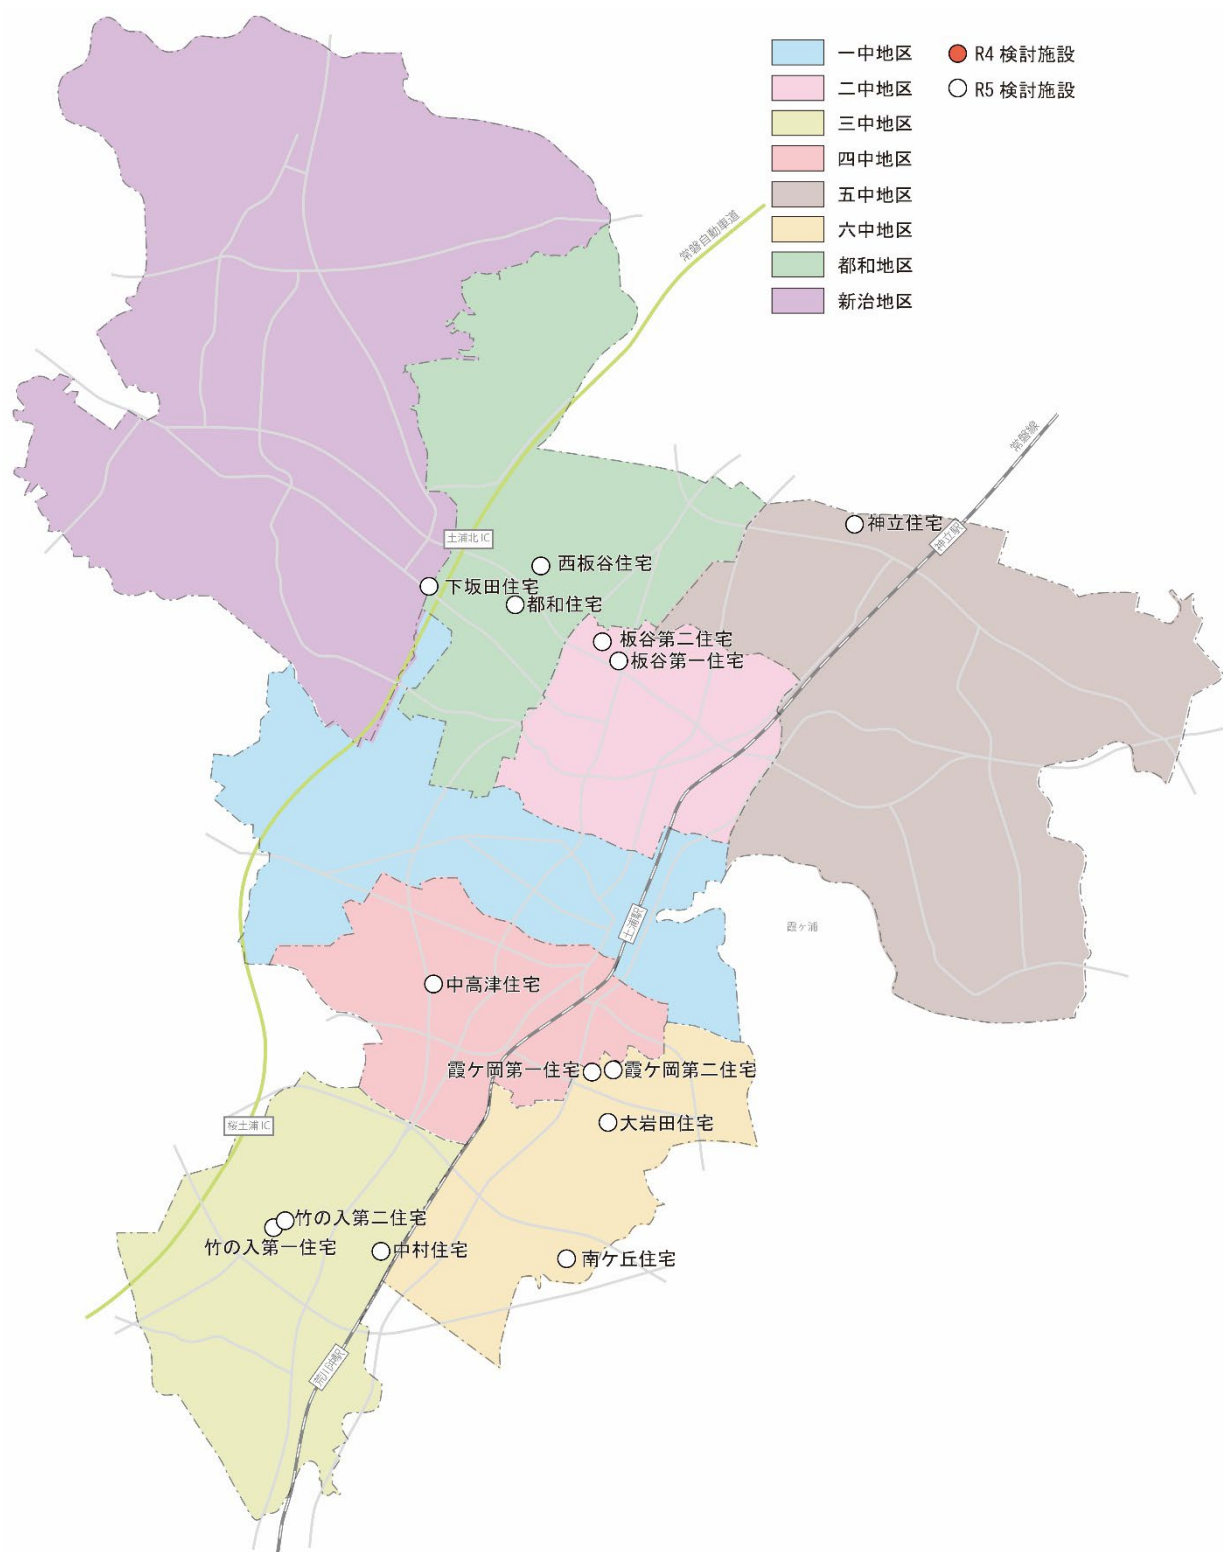 一中地区
二中地区
三中地区
四中地区
五中地区
六中地区
都和地区
新治地区
R4 検討施設
R5 検討施設
常磐自動車道
常磐線
神立住宅
神立駅
土浦北IC
西板谷住宅
下坂田住宅
都和住宅
板谷第二住宅
板谷第一住宅
土浦駅
霞ヶ浦
中高津住宅
霞ケ岡第一住宅
霞ケ岡第二住宅
大岩田住宅
桜土浦IC
竹の入第二住宅
竹の入第一住宅
中村住宅
南ケ丘住宅
荒川沖駅